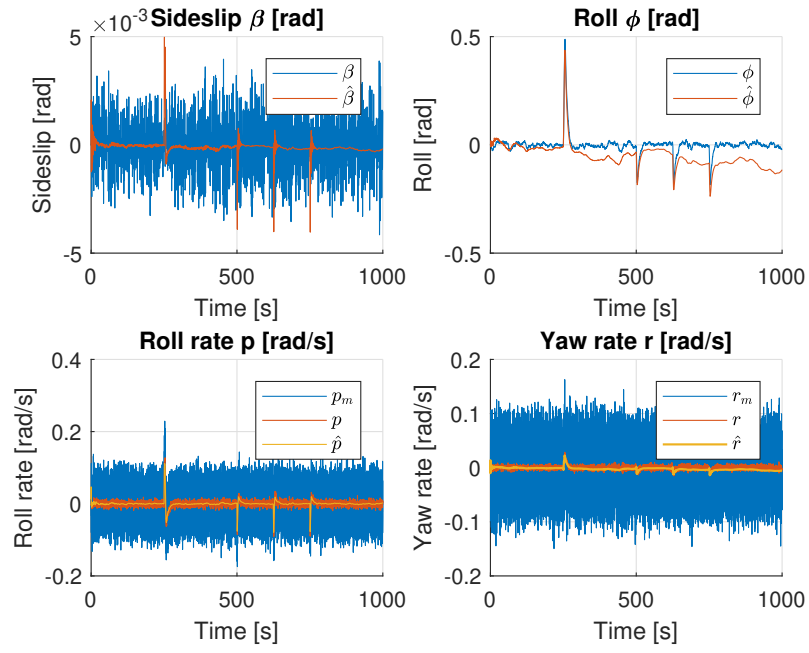 ×10⁻³ Sideslip β [rad]
5
0
-5
Sideslip [rad]
β
β̂
0 500 1000
Time [s]
Roll ϕ [rad]
0.5
0
-0.5
Roll [rad]
ϕ
ϕ̂
0 500 1000
Time [s]
Roll rate p [rad/s]
0.4
0.2
0
-0.2
Roll rate [rad/s]
pₘ
p
p̂
0 500 1000
Time [s]
Yaw rate r [rad/s]
0.2
0.1
0
-0.1
-0.2
Yaw rate [rad/s]
rₘ
r
r̂
0 500 1000
Time [s]